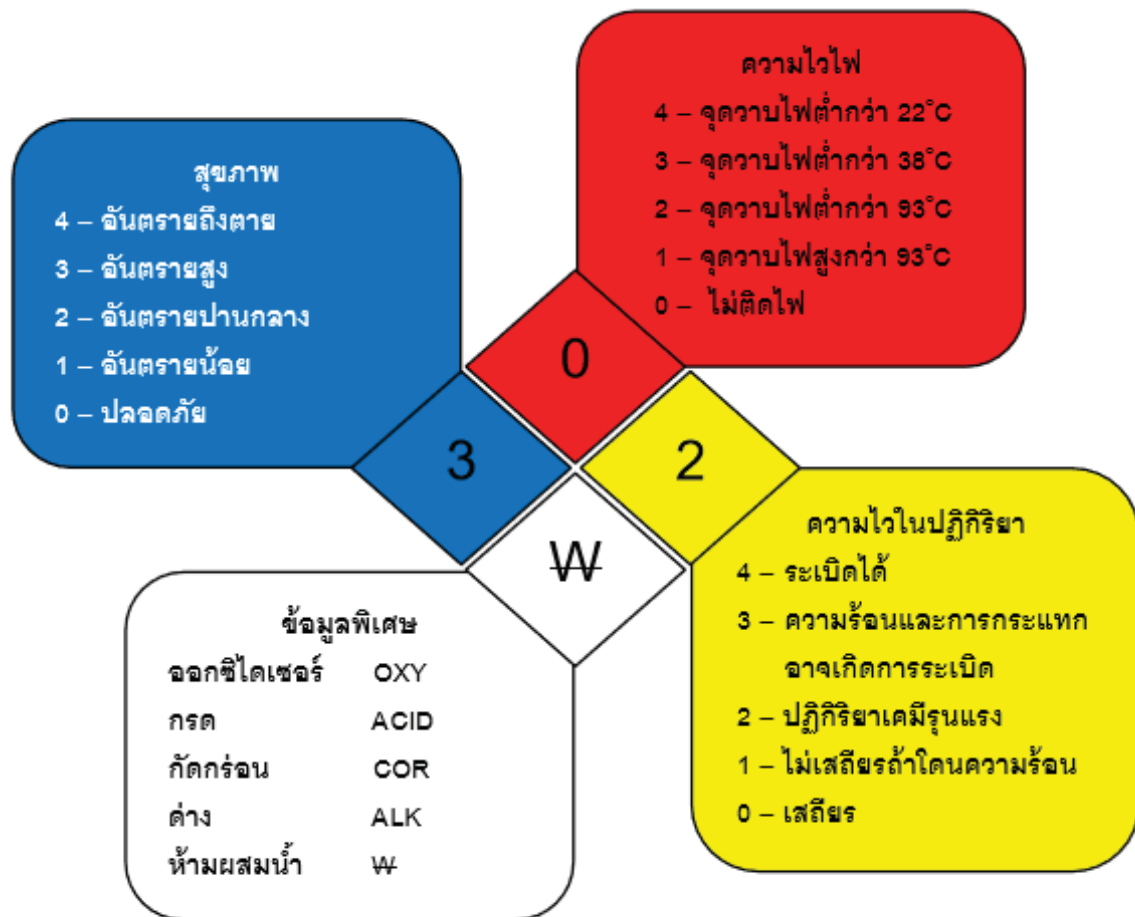 ความไวไฟ
4 – จุดวาบไฟต่ำกว่า 22°C
3 – จุดวาบไฟต่ำกว่า 38°C
2 – จุดวาบไฟต่ำกว่า 93°C
1 – จุดวาบไฟสูงกว่า 93°C
0 – ไม่ติดไฟ
สุขภาพ
4 – อันตรายถึงตาย
3 – อันตรายสูง
2 – อันตรายปานกลาง
1 – อันตรายน้อย
0 – ปลอดภัย
0
3
2
W̶
ความไวในปฏิกิริยา
4 – ระเบิดได้
3 – ความร้อนและการกระแทก
อาจเกิดการระเบิด
2 – ปฏิกิริยาเคมีรุนแรง
1 – ไม่เสถียรถ้าโดนความร้อน
0 – เสถียร
ข้อมูลพิเศษ
ออกซิไดเซอร์ OXY
กรด ACID
กัดกร่อน COR
ด่าง ALK
ห้ามผสมน้ำ W̶